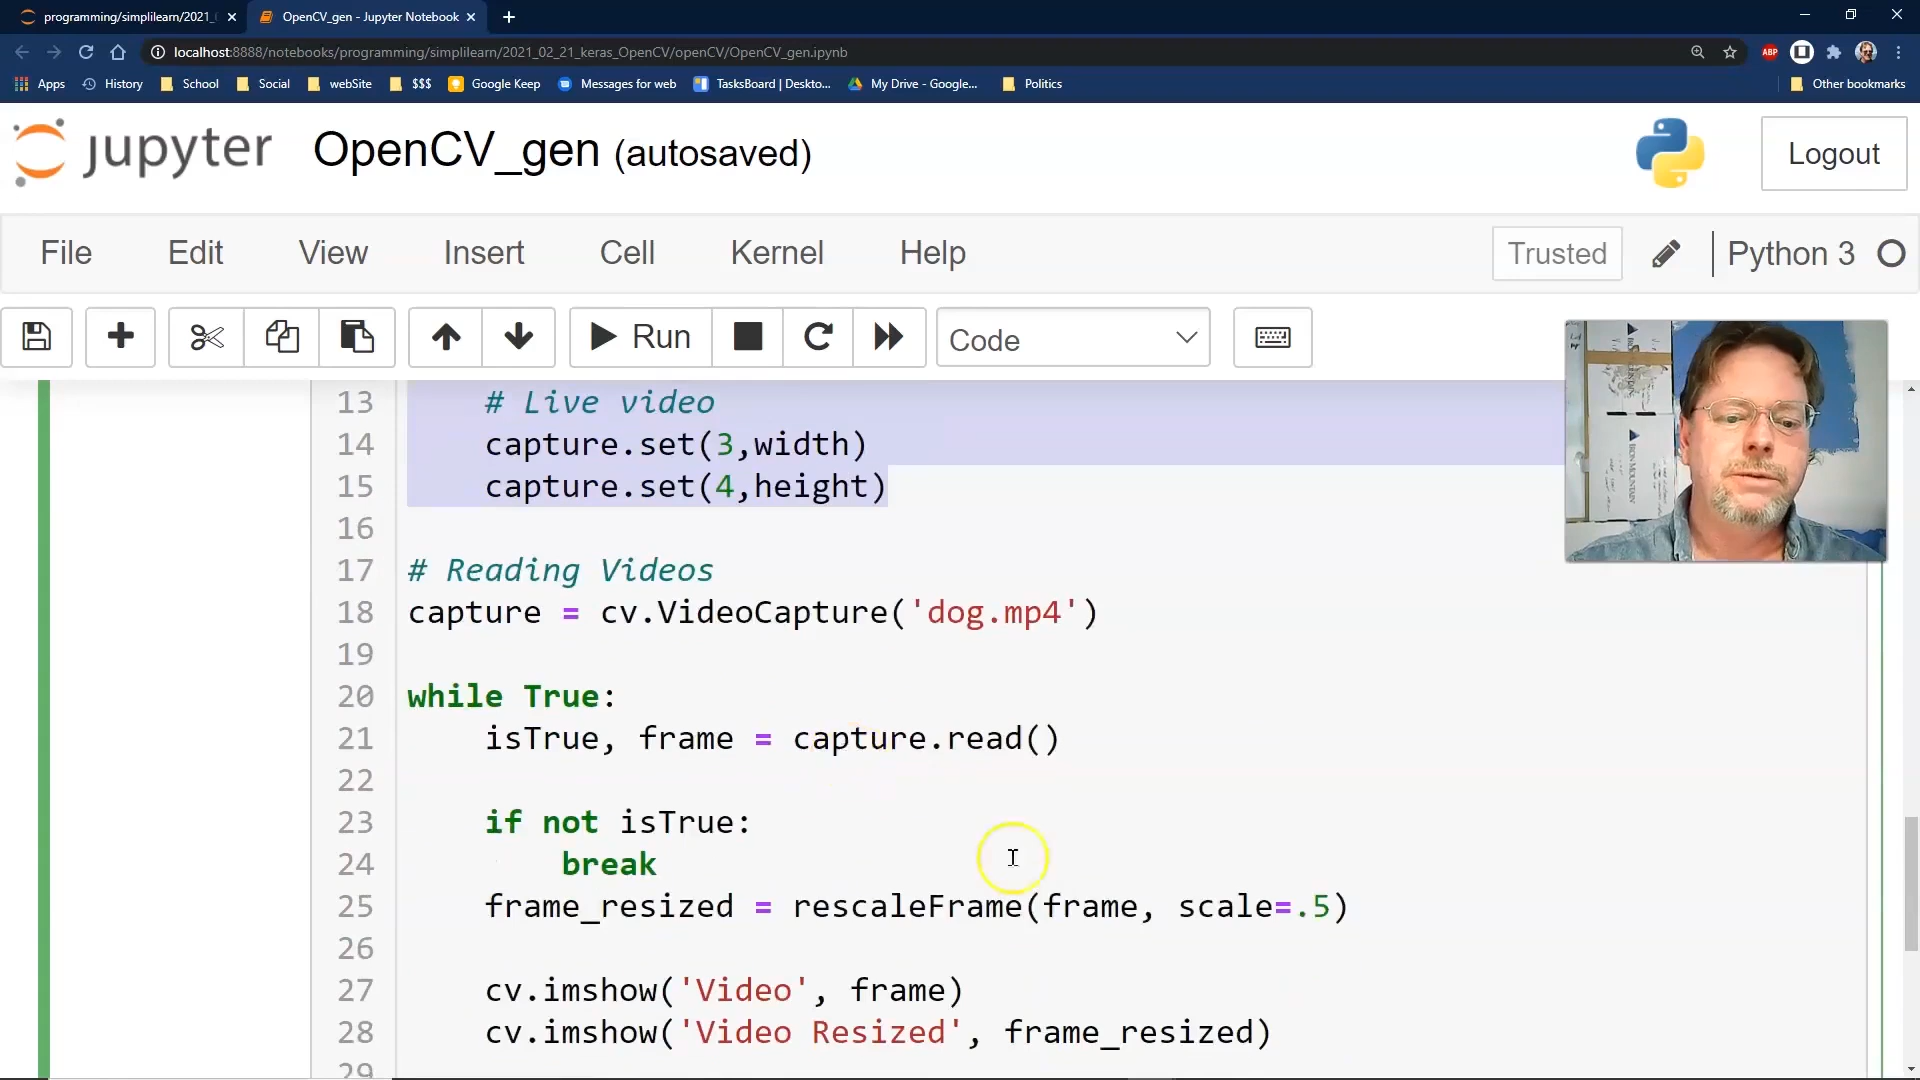 programming/simplilearn/2021_
OpenCV_gen - Jupyter Notebook
localhost:8888/notebooks/programming/simplilearn/2021_02_21_keras_OpenCV/openCV/OpenCV_gen.ipynb
ABP
Apps History School Social webSite $$$ Google Keep Messages for web TasksBoard | Deskto... My Drive - Google... Politics Other bookmarks
jupyter OpenCV_gen (autosaved) Logout
File Edit View Insert Cell Kernel Help Trusted Python 3
Run Code
13 # Live video
14 capture.set(3,width)
15 capture.set(4,height)
16
17 # Reading Videos
18 capture = cv.VideoCapture('dog.mp4')
19
20 while True:
21 isTrue, frame = capture.read()
22
23 if not isTrue:
24 break
25 frame_resized = rescaleFrame(frame, scale=.5)
26
27 cv.imshow('Video', frame)
28 cv.imshow('Video Resized', frame_resized)
29